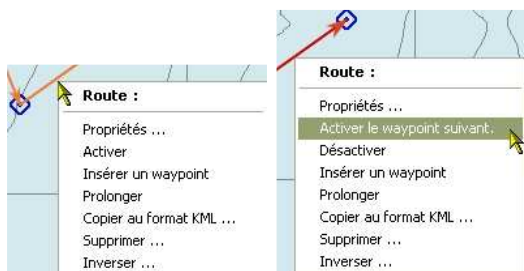 Route :
Propriétés ...
Activer
Insérer un waypoint
Prolonger
Copier au format KML ...
Supprimer ...
Inverser ...
Route :
Propriétés ...
Activer le waypoint suivant.
Désactiver
Insérer un waypoint
Prolonger
Copier au format KML ...
Supprimer ...
Inverser ...